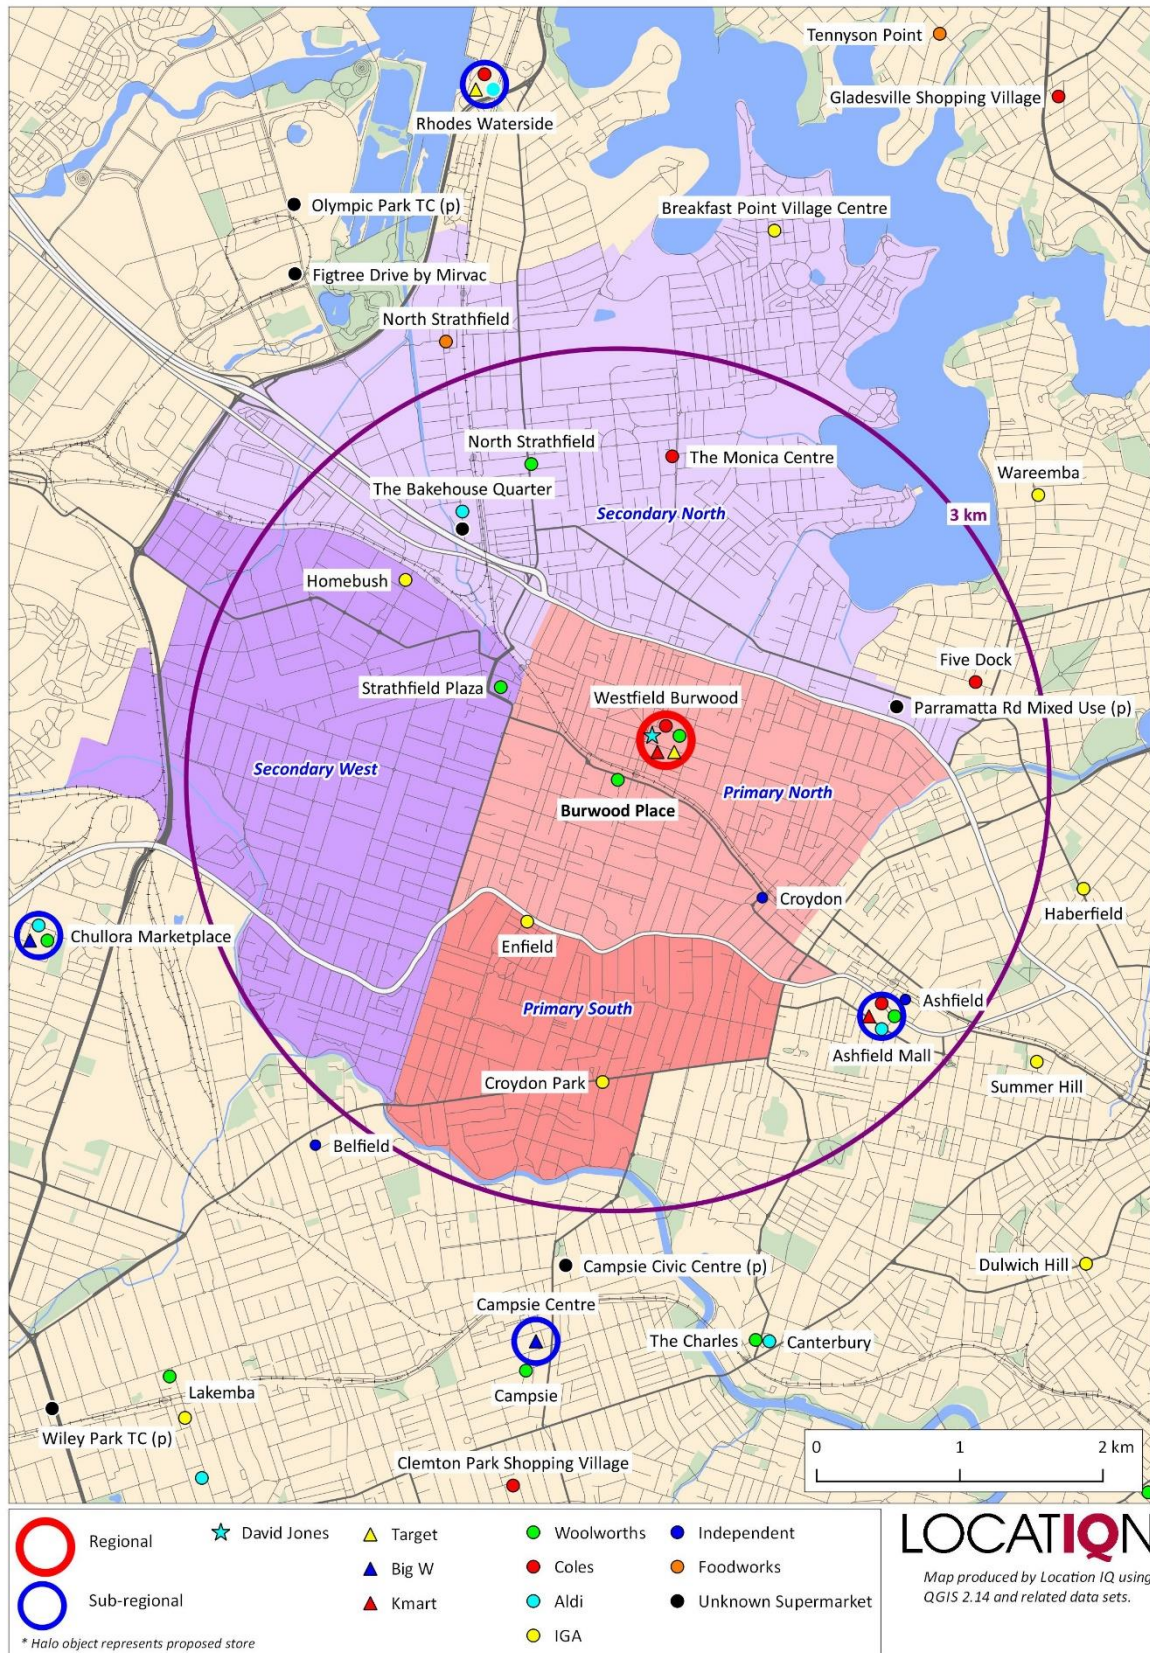 Tennyson Point
Gladesville Shopping Village
Rhodes Waterside
Olympic Park TC (p)
Breakfast Point Village Centre
Figtree Drive by Mirvac
North Strathfield
North Strathfield
The Monica Centre
Wareemba
The Bakehouse Quarter
Secondary North
3 km
Homebush
Five Dock
Strathfield Plaza
Westfield Burwood
Parramatta Rd Mixed Use (p)
Secondary West
Primary North
Burwood Place
Croydon
Haberfield
Chullora Marketplace
Enfield
Primary South
Ashfield
Ashfield Mall
Summer Hill
Croydon Park
Belfield
Campsie Civic Centre (p)
Dulwich Hill
Campsie Centre
The Charles
Canterbury
Lakemba
Campsie
Wiley Park TC (p)
Clemton Park Shopping Village
0 1 2 km
Regional
Sub-regional
* Halo object represents proposed store
David Jones
Target
Big W
Kmart
Woolworths
Coles
Aldi
IGA
Independent
Foodworks
Unknown Supermarket
LOCATIQN
Map produced by Location IQ using
QGIS 2.14 and related data sets.